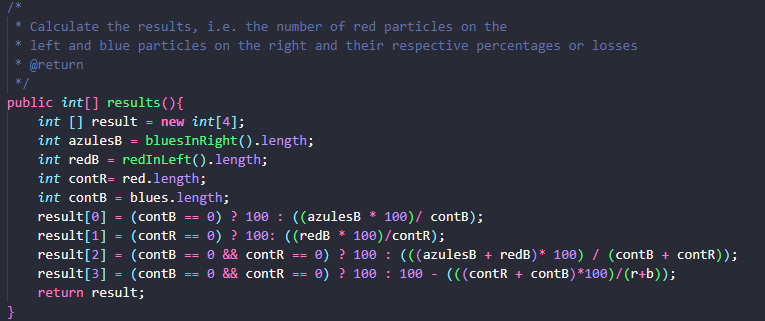 /*
* Calculate the results, i.e. the number of red particles on the
* left and blue particles on the right and their respective percentages or losses
* @return
*/
public int[] results(){
int [] result = new int[4];
int azulesB = bluesInRight().length;
int redB = redInLeft().length;
int contR= red.length;
int contB = blues.length;
result[0] = (contB == 0) ? 100 : ((azulesB * 100)/ contB);
result[1] = (contR == 0) ? 100: ((redB * 100)/contR);
result[2] = (contB == 0 && contR == 0) ? 100 : (((azulesB + redB)* 100) / (contB + contR));
result[3] = (contB == 0 && contR == 0) ? 100 : 100 - (((contR + contB)*100)/(r+b));
return result;
}